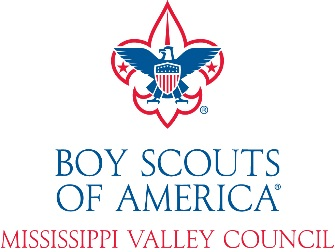 ®
BOY SCOUTS
OF AMERICA®
MISSISSIPPI VALLEY COUNCIL